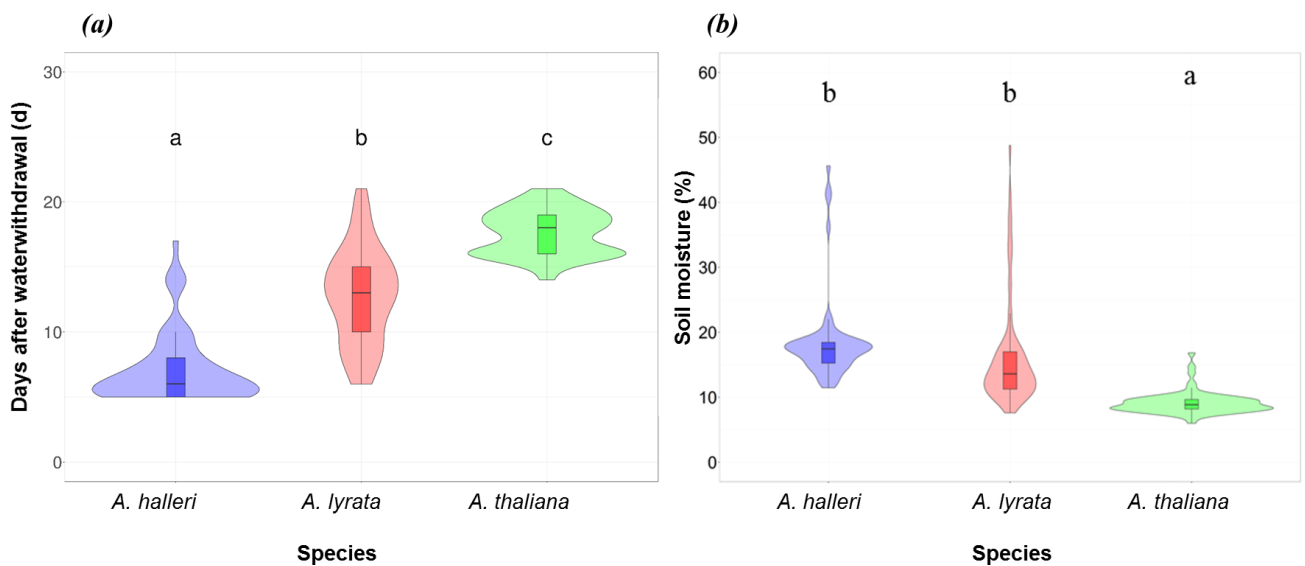 (a)
Days after waterwithdrawal (d)
30
20
10
0
a
b
c
A. halleri
A. lyrata
A. thaliana
Species
(b)
Soil moisture (%)
60
50
40
30
20
10
0
b
b
a
A. halleri
A. lyrata
A. thaliana
Species